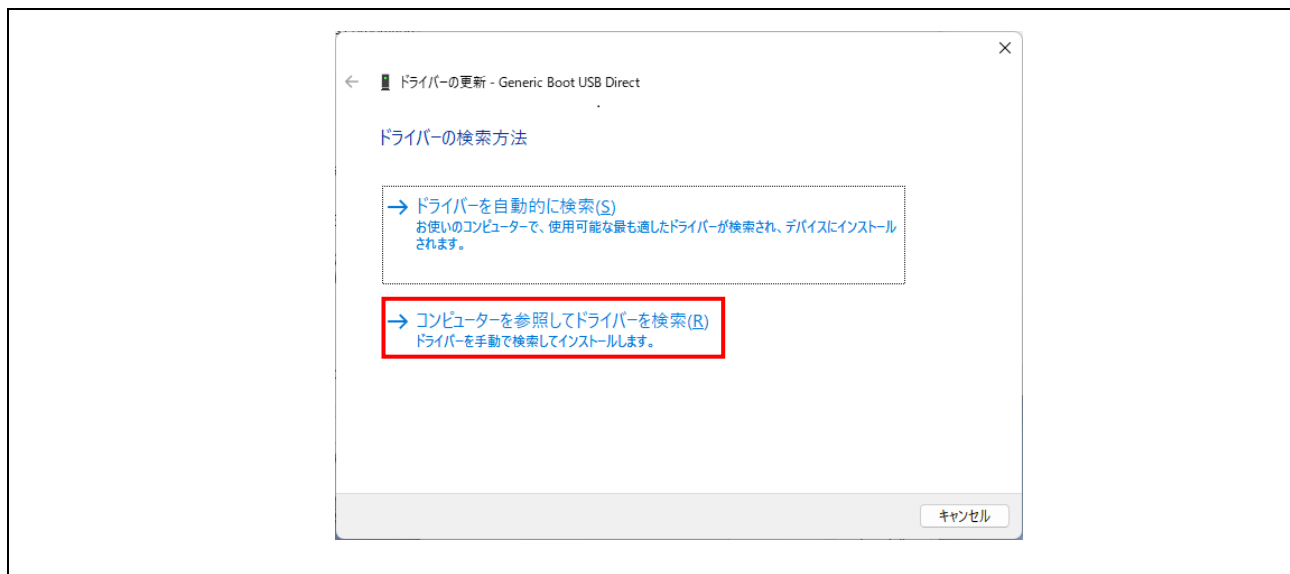 ドライバーの更新 - Generic Boot USB Direct
ドライバーの検索方法
ドライバーを自動的に検索(S)
お使いのコンピューターで、使用可能な最も適したドライバーが検索され、デバイスにインストール
されます。
コンピューターを参照してドライバーを検索(R)
ドライバーを手動で検索してインストールします。
キャンセル